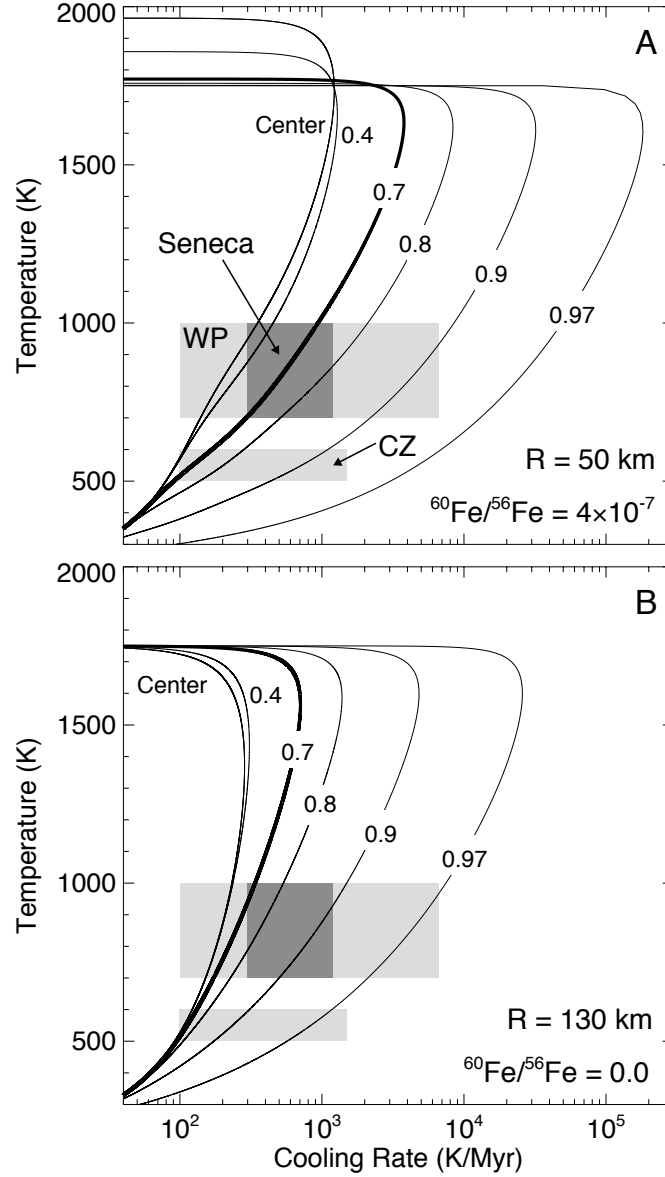 2000
A
Center
0.4
1500
0.7
Seneca
0.8
0.9
0.97
Temperature (K)
1000
WP
CZ
500
R = 50 km
⁶⁰Fe/⁵⁶Fe = 4×10⁻⁷
2000
B
Center
0.4
1500
0.7
0.8
0.9
0.97
Temperature (K)
1000
500
R = 130 km
⁶⁰Fe/⁵⁶Fe = 0.0
10² 10³ 10⁴ 10⁵
Cooling Rate (K/Myr)